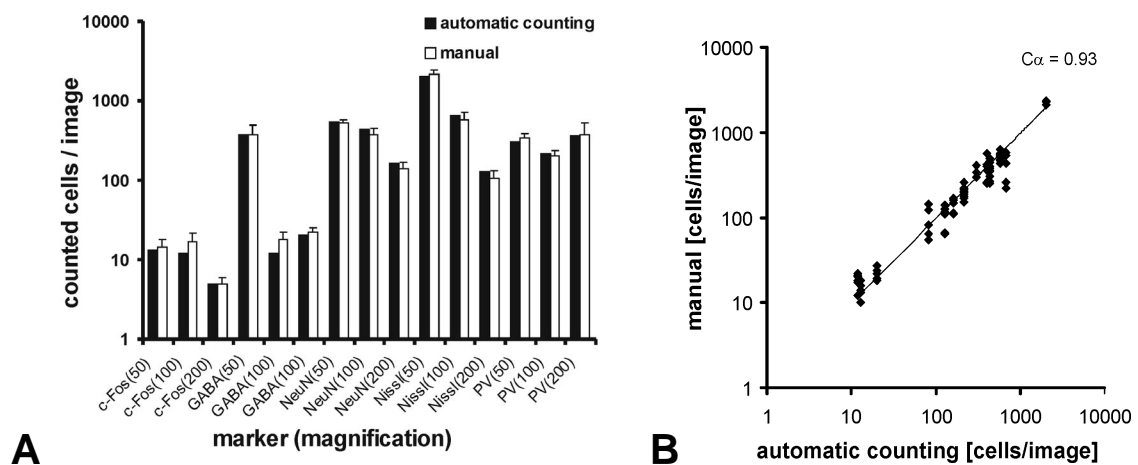 10000
1000
100
10
1
counted cells / image
automatic counting
manual
c-Fos(50)
c-Fos(100)
c-Fos(200)
GABA(50)
GABA(100)
GABA(100)
NeuN(50)
NeuN(100)
NeuN(200)
Nissl(50)
Nissl(100)
Nissl(200)
PV(50)
PV(100)
PV(200)
marker (magnification)
A
10000
1000
100
10
1
manual [cells/image]
Cα = 0.93
1
10
100
1000
10000
automatic counting [cells/image]
B